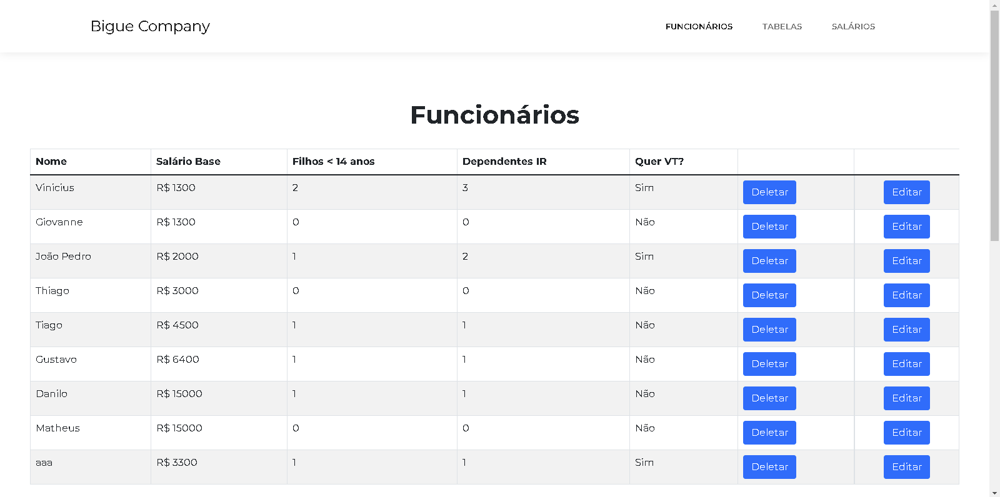 Bigue Company FUNCIONÁRIOS TABELAS SALÁRIOS
Funcionários
Nome Salário Base Filhos < 14 anos Dependentes IR Quer VT?
Vinicius R$ 1300 2 3 Sim Deletar Editar
Giovanne R$ 1300 0 0 Não Deletar Editar
João Pedro R$ 2000 1 2 Sim Deletar Editar
Thiago R$ 3000 0 0 Não Deletar Editar
Tiago R$ 4500 1 1 Não Deletar Editar
Gustavo R$ 6400 1 1 Não Deletar Editar
Danilo R$ 15000 1 1 Não Deletar Editar
Matheus R$ 15000 0 0 Não Deletar Editar
aaa R$ 3300 1 1 Sim Deletar Editar